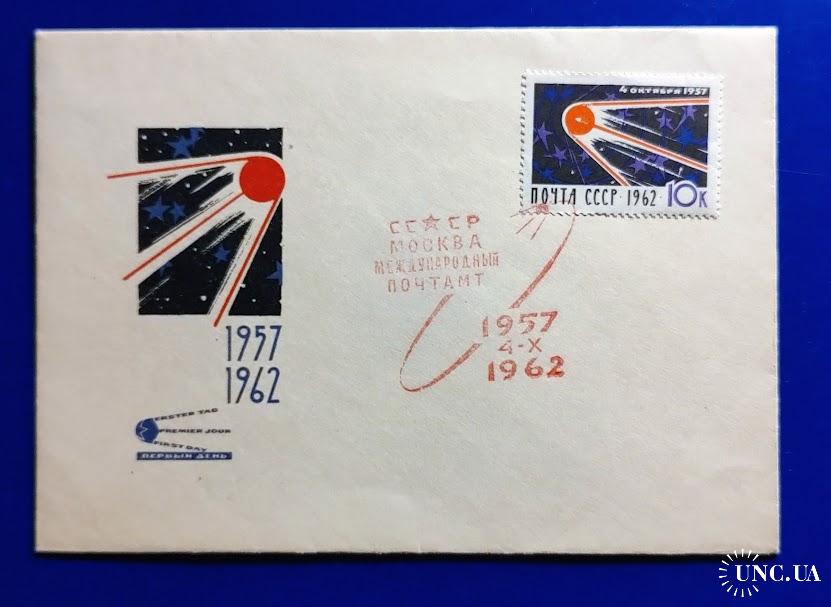 4 ОКТЯБРЯ 1957
ПОЧТА СССР·1962·10К
СС☆СР
МОСКВА
МЕЖДУНАРОДНЫЙ
ПОЧТАМТ
1957
4-X
1962
1957
1962
ERSTER TAG
PREMIER JOUR
FIRST DAY
ПЕРВЫЙ ДЕНЬ
UNC.UA